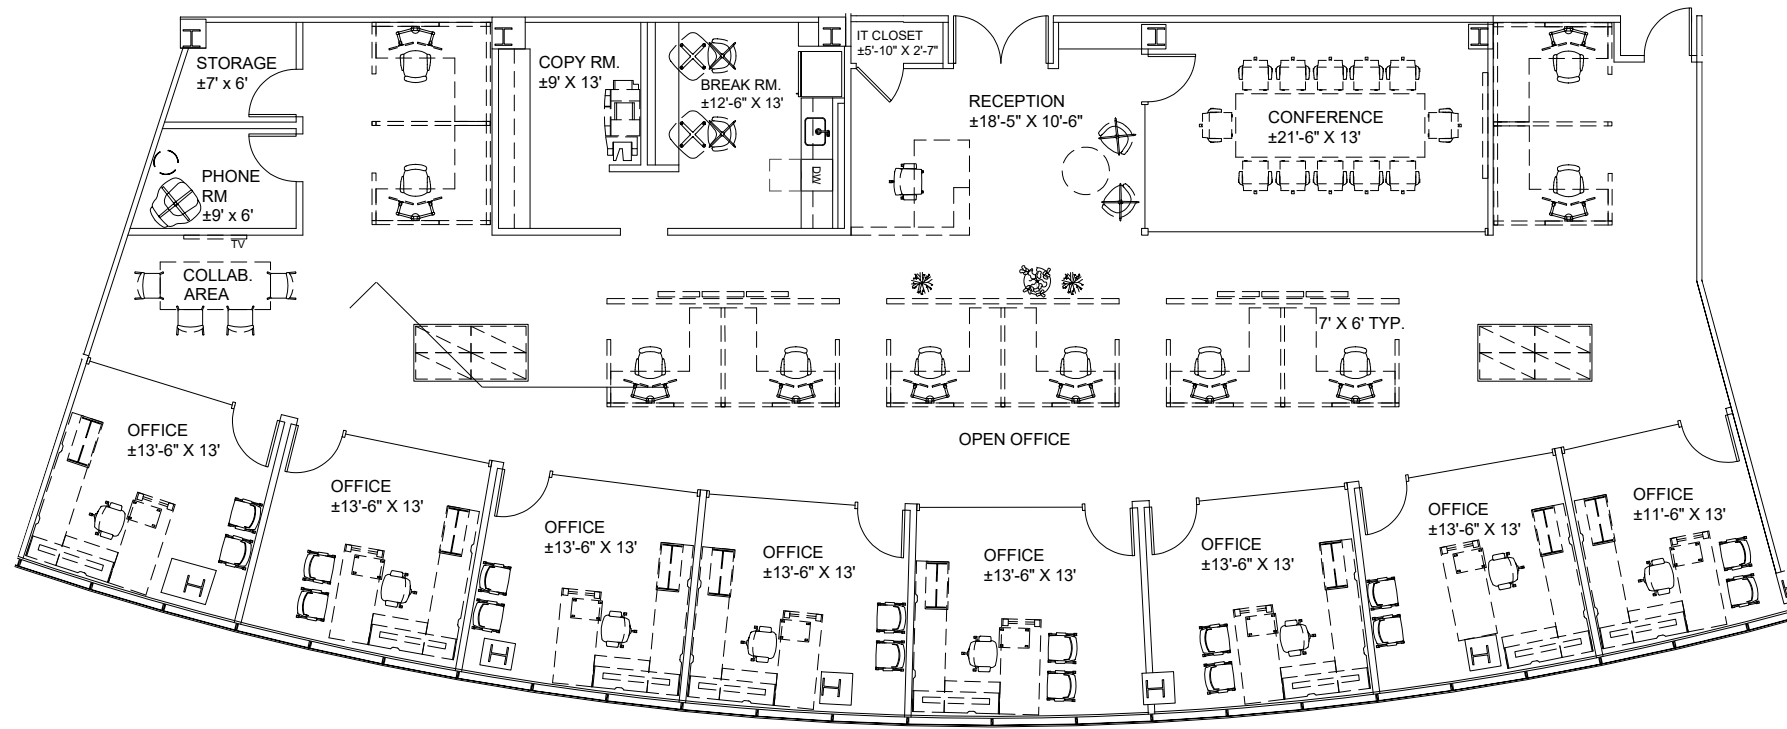 STORAGE
±7' x 6'
COPY RM.
±9' X 13'
BREAK RM.
±12'-6" X 13'
IT CLOSET
±5'-10" X 2'-7"
RECEPTION
±18'-5" X 10'-6"
CONFERENCE
±21'-6" X 13'
PHONE
RM
±9' x 6'
DW
TV
COLLAB.
AREA
7' X 6' TYP.
OPEN OFFICE
OFFICE
±13'-6" X 13'
OFFICE
±13'-6" X 13'
OFFICE
±13'-6" X 13'
OFFICE
±13'-6" X 13'
OFFICE
±13'-6" X 13'
OFFICE
±13'-6" X 13'
OFFICE
±13'-6" X 13'
OFFICE
±11'-6" X 13'